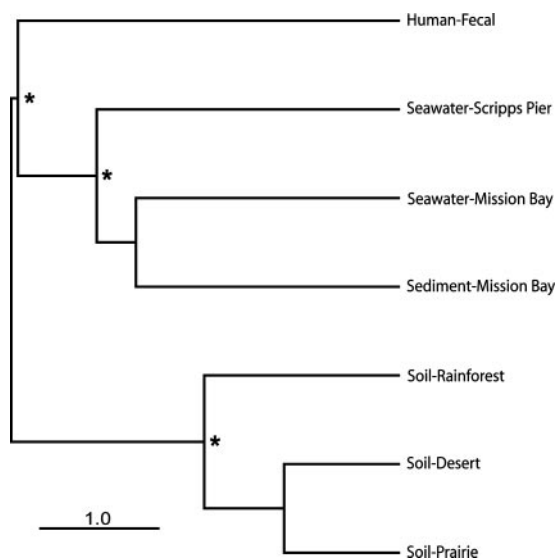 Human-Fecal
*
Seawater-Scripps Pier
*
Seawater-Mission Bay
Sediment-Mission Bay
Soil-Rainforest
*
Soil-Desert
1.0
Soil-Prairie